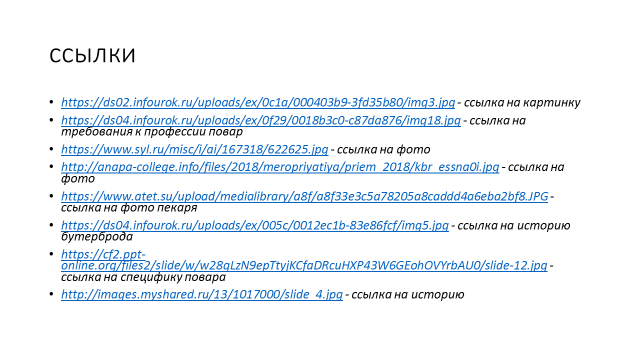 ССЫЛКИ
• https://ds02.infourok.ru/uploads/ex/0c1a/000403b9-3fd35b80/img3.jpg - ссылка на картинку
• https://ds04.infourok.ru/uploads/ex/0f29/0018b3c0-c87da876/img18.jpg - ссылка на
требования к профессии повар
• https://www.syl.ru/misc/i/ai/167318/622625.jpg - ссылка на фото
• http://anapa-college.info/files/2018/meropriyatiya/priem_2018/kbr_essna0i.jpg - ссылка на
фото
• https://www.atet.su/upload/medialibrary/a8f/a8f33e3c5a78205a8caddd4a6eba2bf8.JPG -
ссылка на фото пекаря
• https://ds04.infourok.ru/uploads/ex/005c/0012ec1b-83e86fcf/img5.jpg - ссылка на историю
бутерброда
• https://cf2.ppt-
online.org/files2/slide/w/w28qLzN9epTtyjKCfaDRcuHXP43W6GEohOVYrbAU0/slide-12.jpg -
ссылка на специфику повара
• http://images.myshared.ru/13/1017000/slide_4.jpg - ссылка на историю